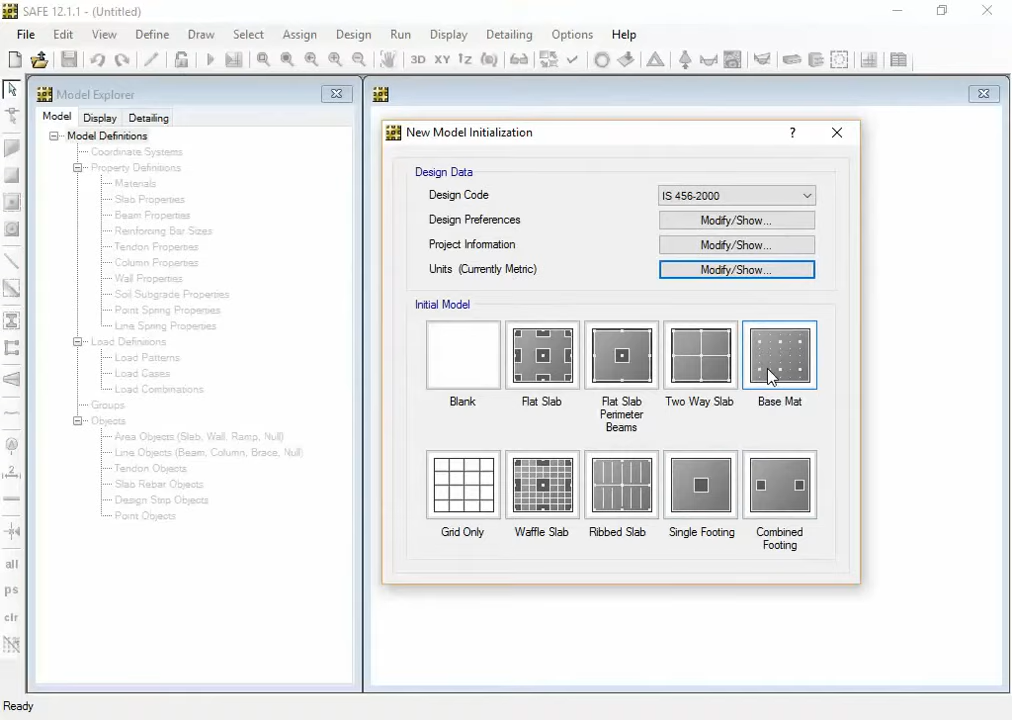 SAFE 12.1.1 - (Untitled)
File Edit View Define Draw Select Assign Design Run Display Detailing Options Help
3D XY
Model Explorer
Model Display Detailing
Model Definitions
Coordinate Systems
Property Definitions
Materials
Slab Properties
Beam Properties
Reinforcing Bar Sizes
Tendon Properties
Column Properties
Wall Properties
Soil Subgrade Properties
Point Spring Properties
Line Spring Properties
Load Definitions
Load Patterns
Load Cases
Load Combinations
Groups
Objects
Area Objects (Slab, Wall, Ramp, Null)
Line Objects (Beam, Column, Brace, Null)
Tendon Objects
Slab Rebar Objects
Design Strip Objects
Point Objects
all
ps
clr
New Model Initialization ?
Design Data
Design Code IS 456-2000
Design Preferences Modify/Show...
Project Information Modify/Show...
Units (Currently Metric) Modify/Show...
Initial Model
Blank
Flat Slab
Flat Slab
Perimeter
Beams
Two Way Slab
Base Mat
Grid Only
Waffle Slab
Ribbed Slab
Single Footing
Combined
Footing
Ready